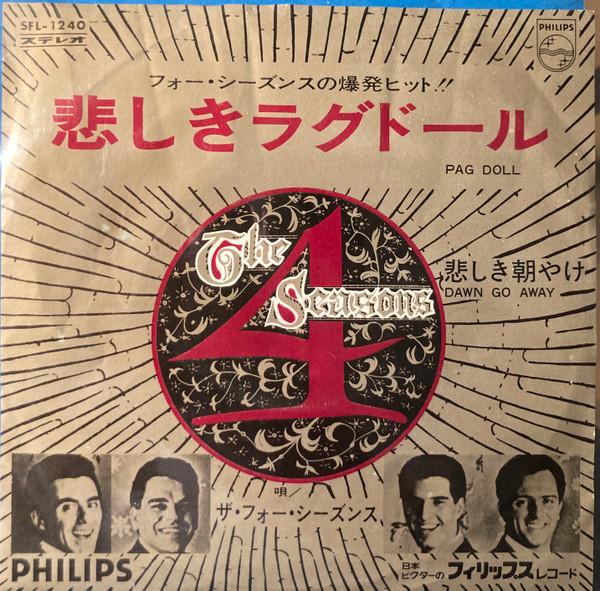 SFL-1240
ステレオ
PHILIPS
フォー・シーズンスの爆発ヒット!!
悲しきラグドール
PAG DOLL
The
4
Seasons
悲しき朝やけ
DAWN GO AWAY
唄/
ザ・フォー・シーズンス
PHILIPS
日本
ビクターの フィリップス レコード